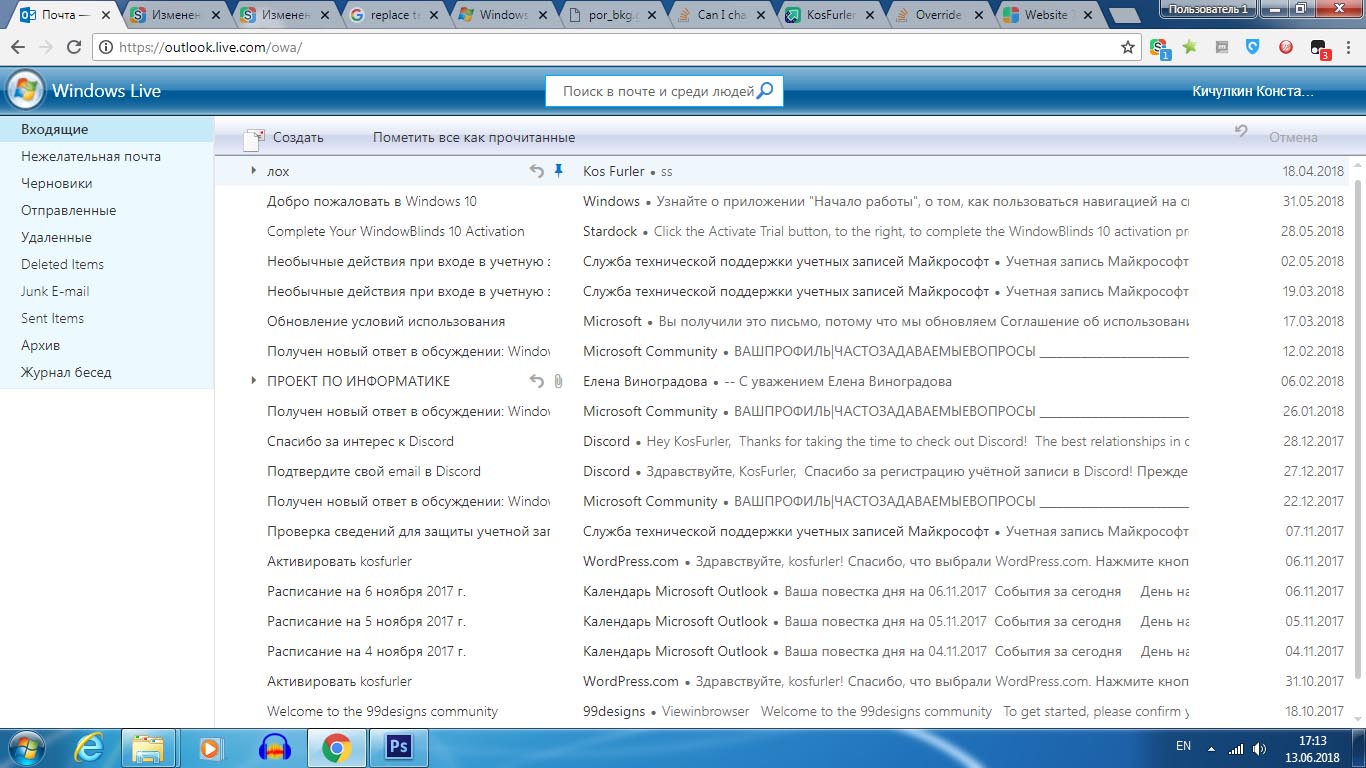 Почта —
Изменен
Изменен
replace te
Windows
por_bkg.g
Can I cha
KosFurler
Override
Website T
Пользователь 1
https://outlook.live.com/owa/
1
3
Windows Live
Поиск в почте и среди людей
Кичулкин Конста...
Входящие
Нежелательная почта
Черновики
Отправленные
Удаленные
Deleted Items
Junk E-mail
Sent Items
Архив
Журнал бесед
Создать Пометить все как прочитанные Отмена
лох Kos Furler • ss 18.04.2018
Добро пожаловать в Windows 10 Windows • Узнайте о приложении "Начало работы", о том, как пользоваться навигацией на 31.05.2018
Complete Your WindowBlinds 10 Activation Stardock • Click the Activate Trial button, to the right, to complete the WindowBlinds 10 activation pr 28.05.2018
Необычные действия при входе в учетную з Служба технической поддержки учетных записей Майкрософт • Учетная запись Майкрософт 02.05.2018
Необычные действия при входе в учетную з Служба технической поддержки учетных записей Майкрософт • Учетная запись Майкрософт 19.03.2018
Обновление условий использования Microsoft • Вы получили это письмо, потому что мы обновляем Соглашение об использовани 17.03.2018
Получен новый ответ в обсуждении: Windov Microsoft Community • ВАШПРОФИЛЬ|ЧАСТОЗАДАВАЕМЫЕВОПРОСЫ ____________________ 12.02.2018
ПРОЕКТ ПО ИНФОРМАТИКЕ Елена Виноградова • -- С уважением Елена Виноградова 06.02.2018
Получен новый ответ в обсуждении: Windov Microsoft Community • ВАШПРОФИЛЬ|ЧАСТОЗАДАВАЕМЫЕВОПРОСЫ ____________________ 26.01.2018
Спасибо за интерес к Discord Discord • Hey KosFurler, Thanks for taking the time to check out Discord! The best relationships in c 28.12.2017
Подтвердите свой email в Discord Discord • Здравствуйте, KosFurler, Спасибо за регистрацию учётной записи в Discord! Прежде 27.12.2017
Получен новый ответ в обсуждении: Windov Microsoft Community • ВАШПРОФИЛЬ|ЧАСТОЗАДАВАЕМЫЕВОПРОСЫ ____________________ 22.12.2017
Проверка сведений для защиты учетной зап Служба технической поддержки учетных записей Майкрософт • Учетная запись Майкрософт 07.11.2017
Активировать kosfurler WordPress.com • Здравствуйте, kosfurler! Спасибо, что выбрали WordPress.com. Нажмите кноп 06.11.2017
Расписание на 6 ноября 2017 г. Календарь Microsoft Outlook • Ваша повестка дня на 06.11.2017 События за сегодня День на 06.11.2017
Расписание на 5 ноября 2017 г. Календарь Microsoft Outlook • Ваша повестка дня на 05.11.2017 События за сегодня День на 05.11.2017
Расписание на 4 ноября 2017 г. Календарь Microsoft Outlook • Ваша повестка дня на 04.11.2017 События за сегодня День на 04.11.2017
Активировать kosfurler WordPress.com • Здравствуйте, kosfurler! Спасибо, что выбрали WordPress.com. Нажмите кноп 31.10.2017
Welcome to the 99designs community 99designs • Viewinbrowser Welcome to the 99designs community To get started, please confirm y 18.10.2017
Ps
EN
17:13
13.06.2018